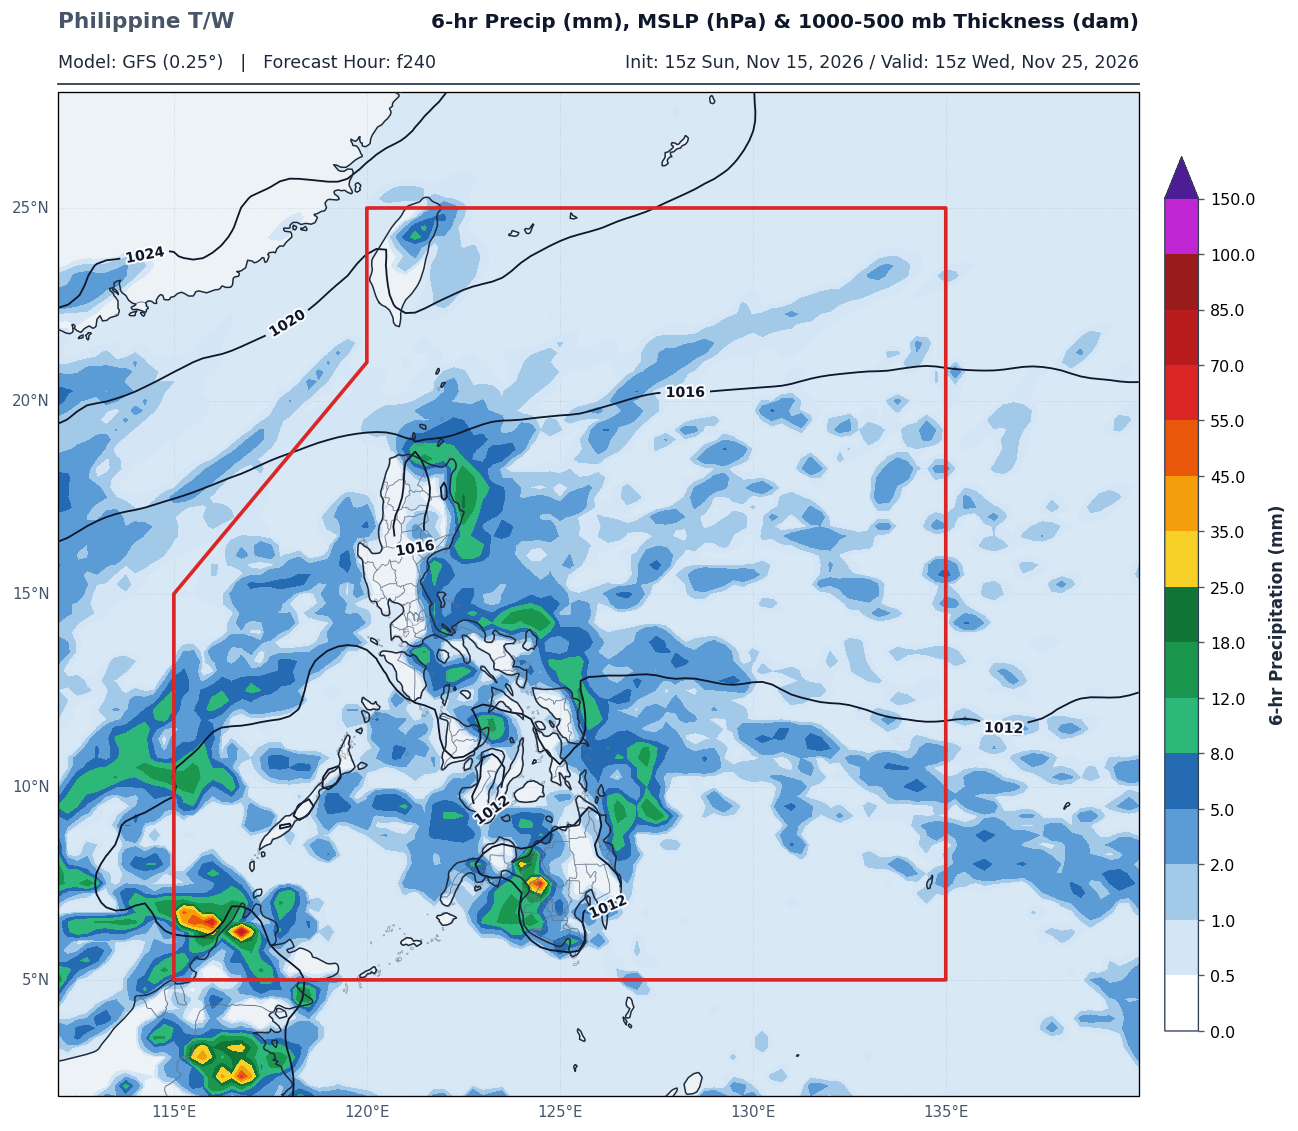 Philippine T/W
6-hr Precip (mm), MSLP (hPa) & 1000-500 mb Thickness (dam)
Model: GFS (0.25°) | Forecast Hour: f240
Init: 15z Sun, Nov 15, 2026 / Valid: 15z Wed, Nov 25, 2026
25°N
20°N
15°N
10°N
5°N
1024
1020
1016
1016
1012
1012
1012
115°E
120°E
125°E
130°E
135°E
150.0
100.0
85.0
70.0
55.0
45.0
35.0
25.0
18.0
12.0
8.0
5.0
2.0
1.0
0.5
0.0
6-hr Precipitation (mm)